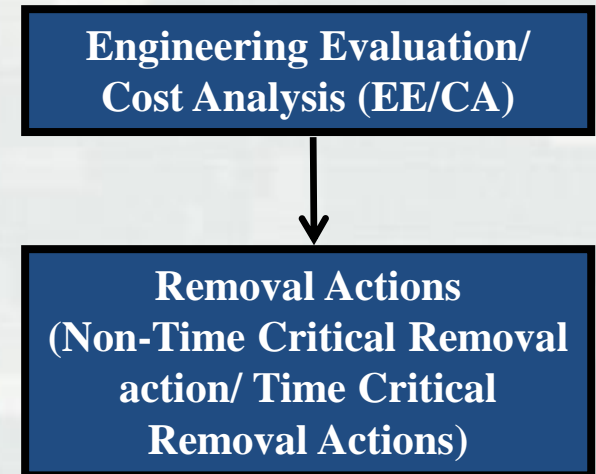 Engineering Evaluation/
Cost Analysis (EE/CA)
Removal Actions
(Non-Time Critical Removal
action/ Time Critical
Removal Actions)